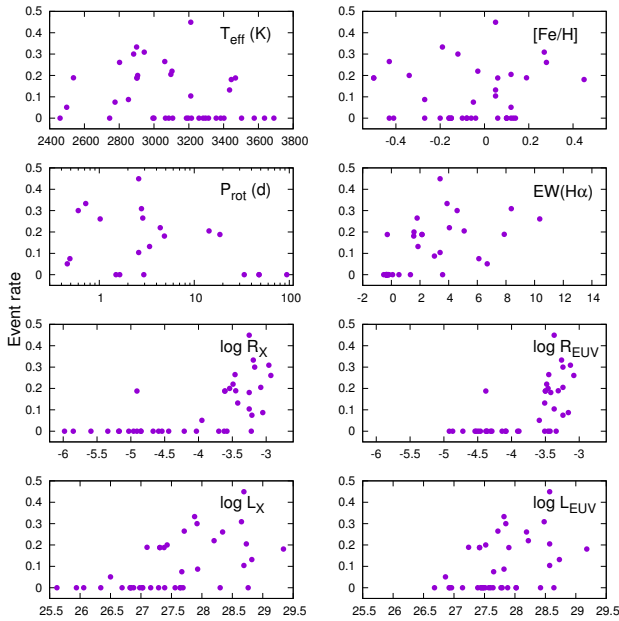 0.5 0.4 0.3 0.2 0.1 0
T_eff (K)
2400 2600 2800 3000 3200 3400 3600 3800
0.5 0.4 0.3 0.2 0.1 0
[Fe/H]
-0.4 -0.2 0 0.2 0.4
0.5 0.4 0.3 0.2 0.1 0
P_rot (d)
1 10 100
0.5 0.4 0.3 0.2 0.1 0
EW(Hα)
-2 0 2 4 6 8 10 12 14
Event rate
0.5 0.4 0.3 0.2 0.1 0
log R_X
-6 -5.5 -5 -4.5 -4 -3.5 -3
0.5 0.4 0.3 0.2 0.1 0
log R_EUV
-6 -5.5 -5 -4.5 -4 -3.5 -3
0.5 0.4 0.3 0.2 0.1 0
log L_X
25.5 26 26.5 27 27.5 28 28.5 29 29.5
0.5 0.4 0.3 0.2 0.1 0
log L_EUV
25.5 26 26.5 27 27.5 28 28.5 29 29.5